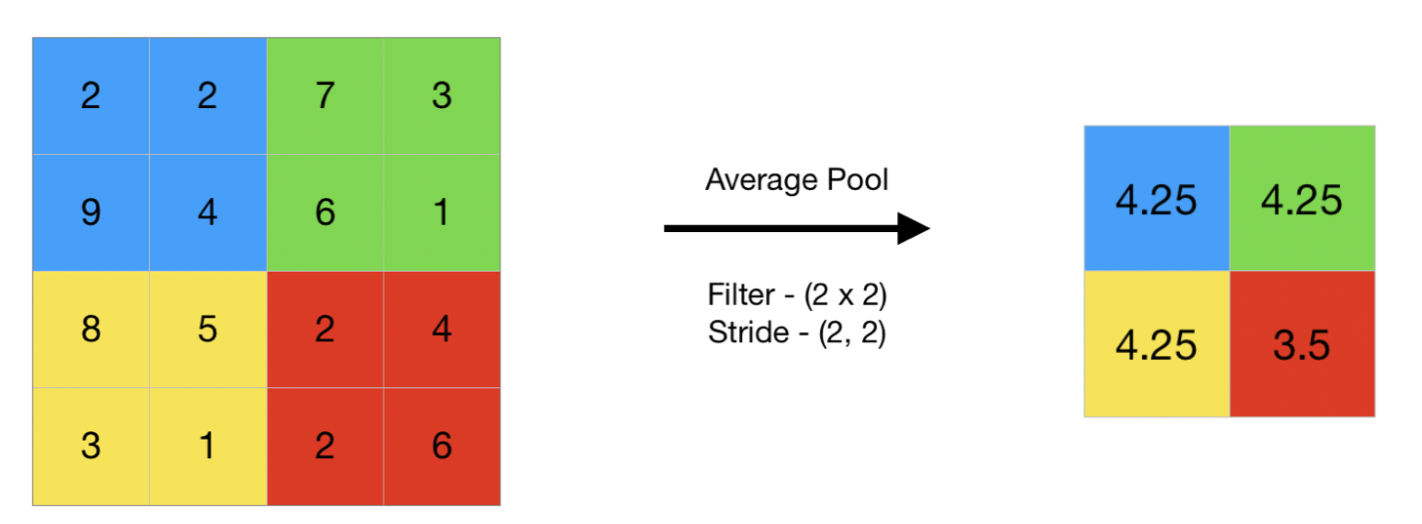 2 2 7 3
9 4 6 1
8 5 2 4
3 1 2 6
Average Pool
Filter - (2 x 2)
Stride - (2, 2)
4.25 4.25
4.25 3.5